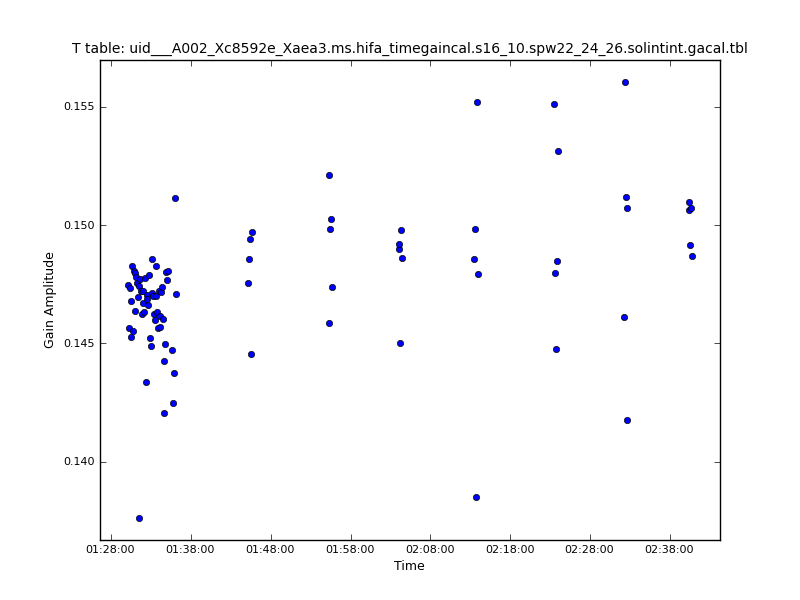 T table: uid___A002_Xc8592e_Xaea3.ms.hifa_timegaincal.s16_10.spw22_24_26.solintint.gacal.tbl
0.155
0.150
0.145
0.140
Gain Amplitude
01:28:00 01:38:00 01:48:00 01:58:00 02:08:00 02:18:00 02:28:00 02:38:00
Time